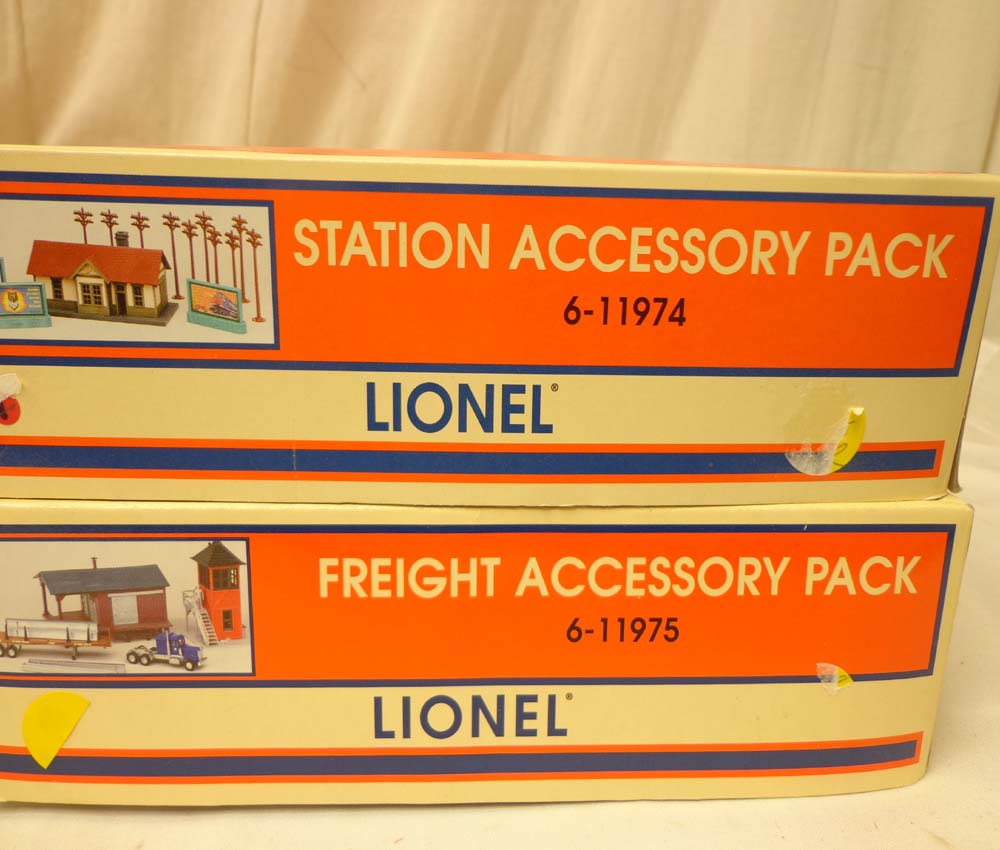 STATION ACCESSORY PACK
6-11974
LIONEL®
FREIGHT ACCESSORY PACK
6-11975
LIONEL®